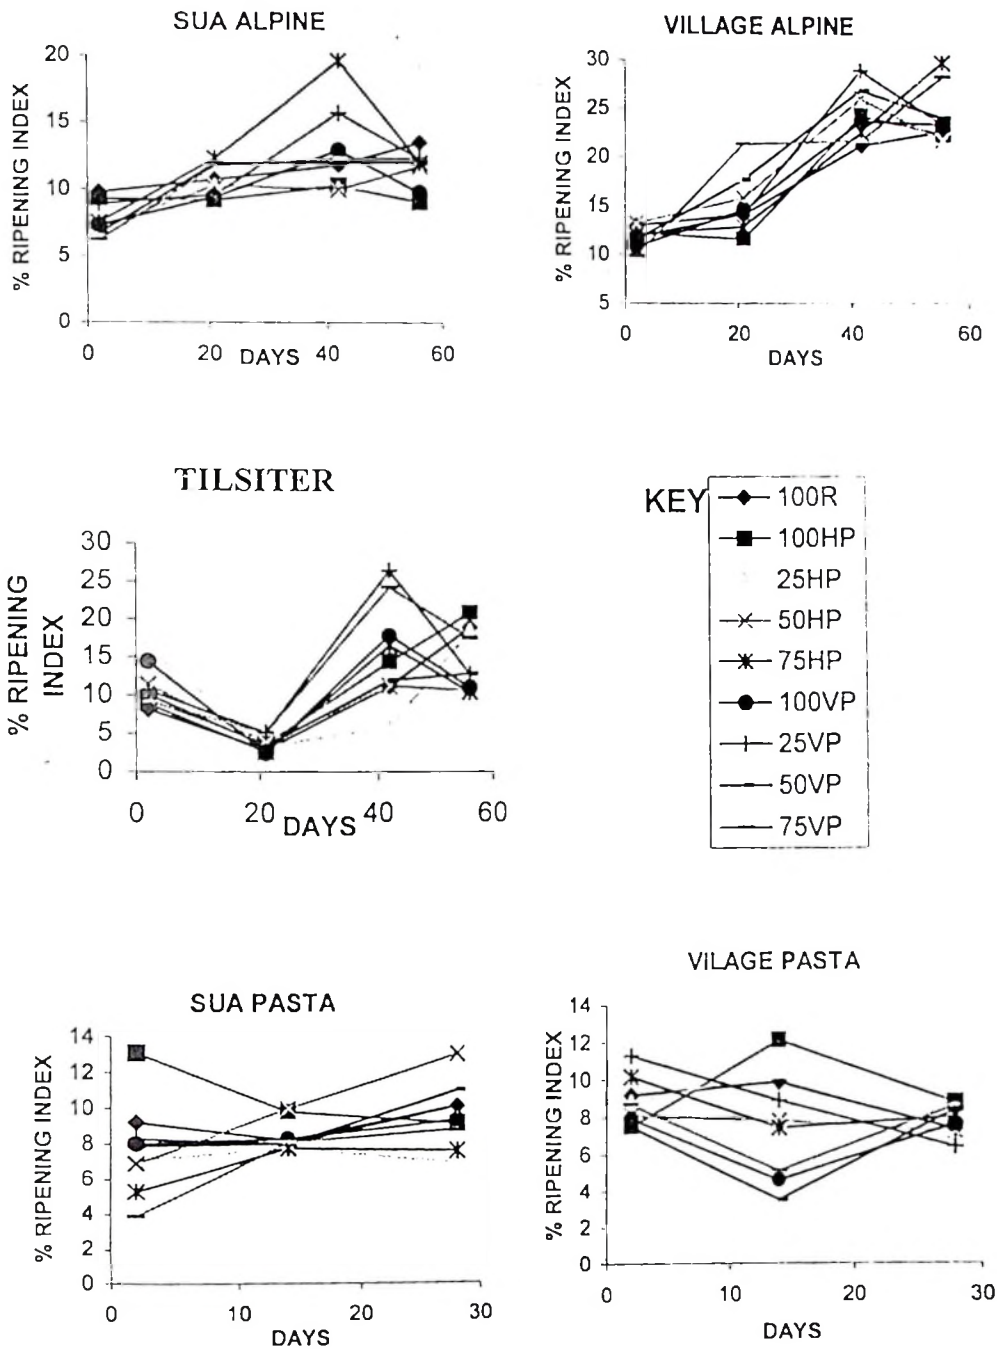 SUA ALPINE
% RIPENING INDEX
20
15
10
5
0
0 20 40 60
DAYS
VILLAGE ALPINE
% RIPENING INDEX
30
25
20
15
10
5
0 20 40 60
DAYS
TILSITER
% RIPENING
INDEX
30
25
20
15
10
5
0
0 20 40 60
DAYS
KEY
100R
100HP
25HP
50HP
75HP
100VP
25VP
50VP
75VP
SUA PASTA
% RIPENING INDEX
14
12
10
8
6
4
2
0
0 10 20 30
DAYS
VILAGE PASTA
% RIPENING INDEX
14
12
10
8
6
4
2
0
0 10 20 30
DAYS